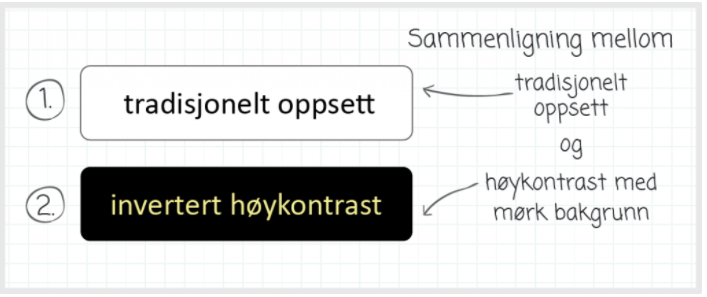 Sammenligning mellom
1.
tradisjonelt oppsett
tradisjonelt
oppsett
og
2.
invertert høykontrast
høykontrast med
mørk bakgrunn